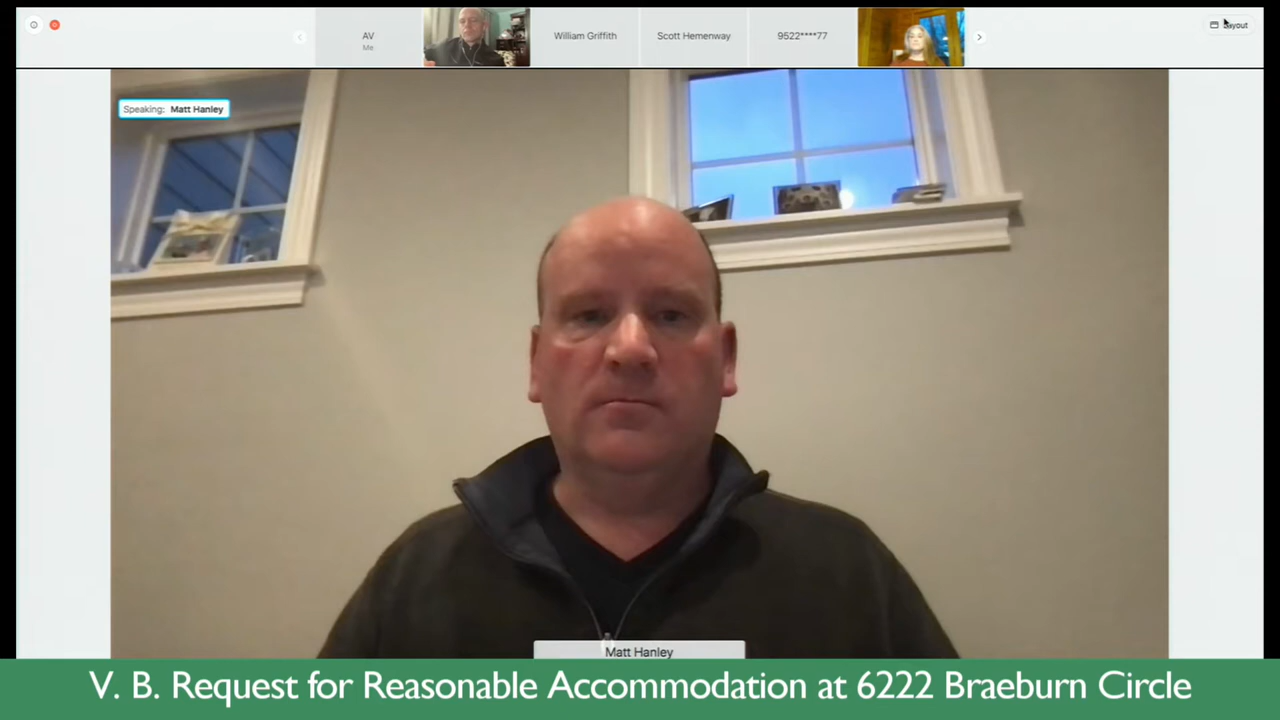 AV
Me
William Griffith
Scott Hemenway
9522****77
Layout
Speaking: Matt Hanley
Matt Hanley
V. B. Request for Reasonable Accommodation at 6222 Braeburn Circle